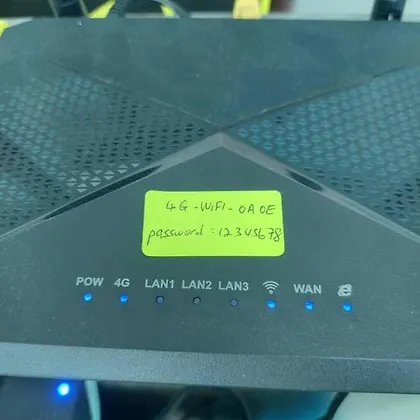 4G-WiFi-0A0E
password:12345678
POW 4G LAN1 LAN2 LAN3 WAN